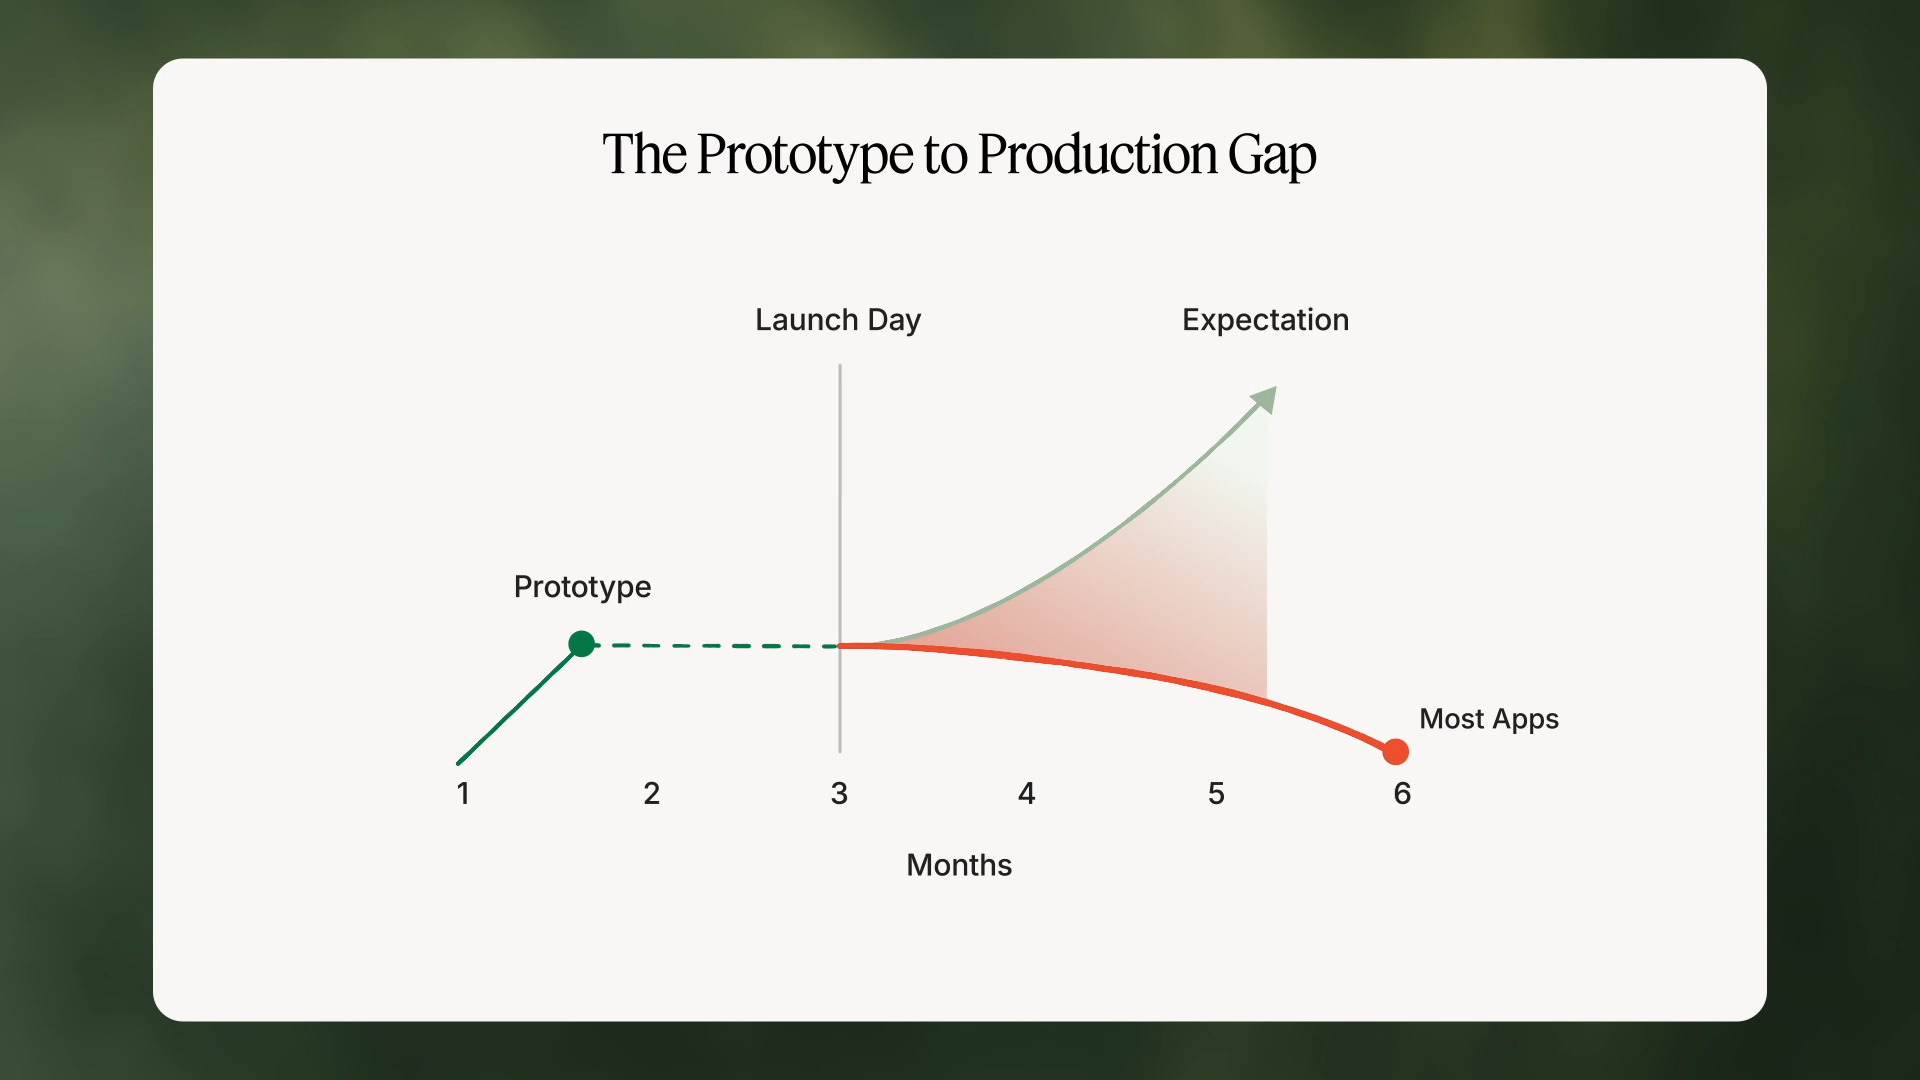 The Prototype to Production Gap
Launch Day
Expectation
Prototype
Most Apps
1 2 3 4 5 6
Months